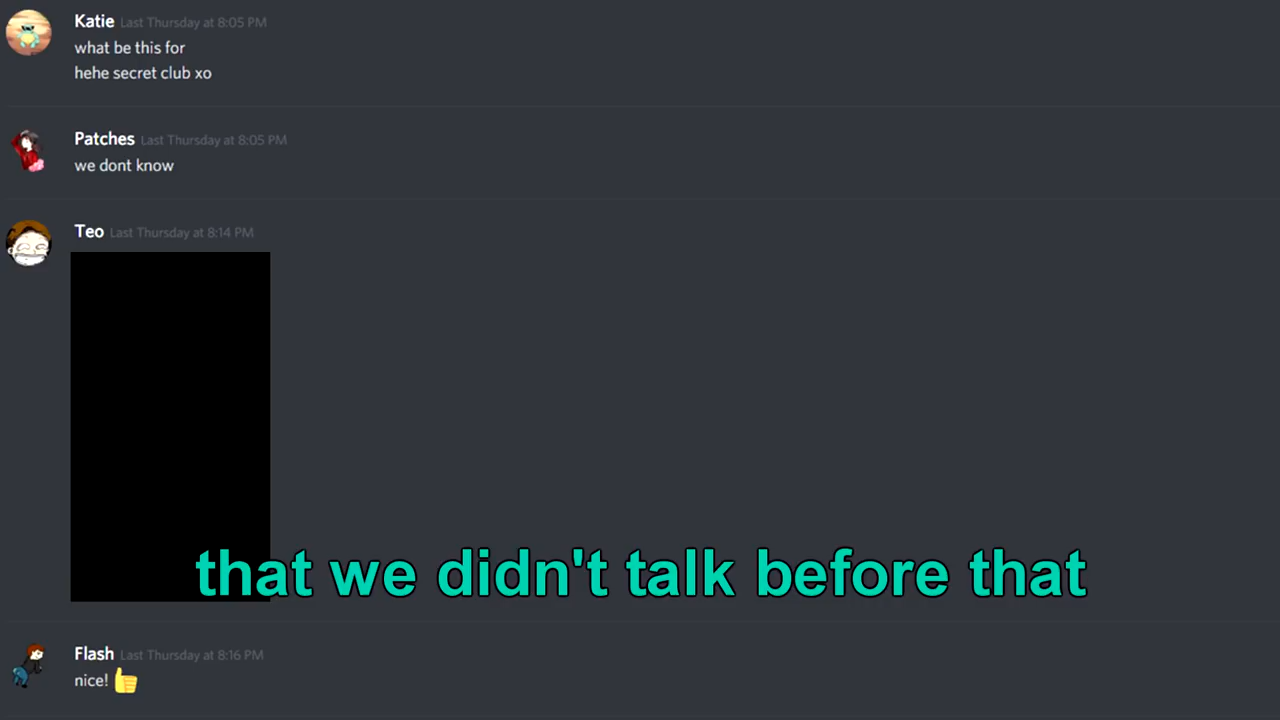 Katie Last Thursday at 8:05 PM
what be this for
hehe secret club xo
Patches Last Thursday at 8:05 PM
we dont know
Teo Last Thursday at 8:14 PM
that we didn't talk before that
Flash Last Thursday at 8:16 PM
nice!